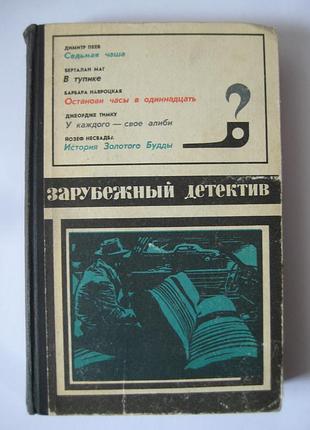 ДИМИТР ПЕЕВ
Седьмая чаша
БЕРТАЛАН МАГ
В тупике
БАРБАРА НАВРОЦКАЯ
Останови часы в одиннадцать
ДЖЕОРДЖЕ ТИМКУ
У каждого — свое алиби
ЙОЗЕФ НЕСВАДБА
История Золотого Будды
?
ЗАРУБЕЖНЫЙ ДЕТЕКТИВ